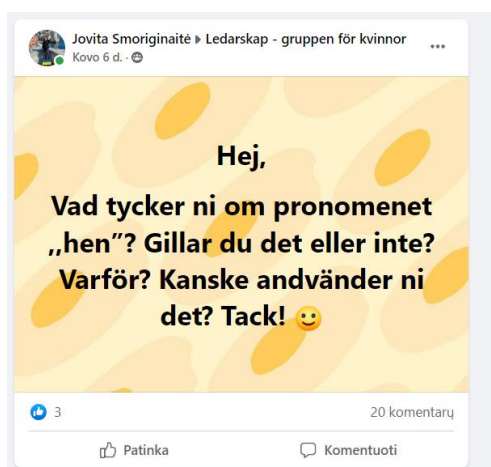 Jovita Smoriginaitė ▸ Ledarskap - gruppen för kvinnor
Kovo 6 d. ·
Hej,
Vad tycker ni om pronomenet
,,hen”? Gillar du det eller inte?
Varför? Kanske andvänder ni
det? Tack! 🙂
3
20 komentarų
Patinka
Komentuoti